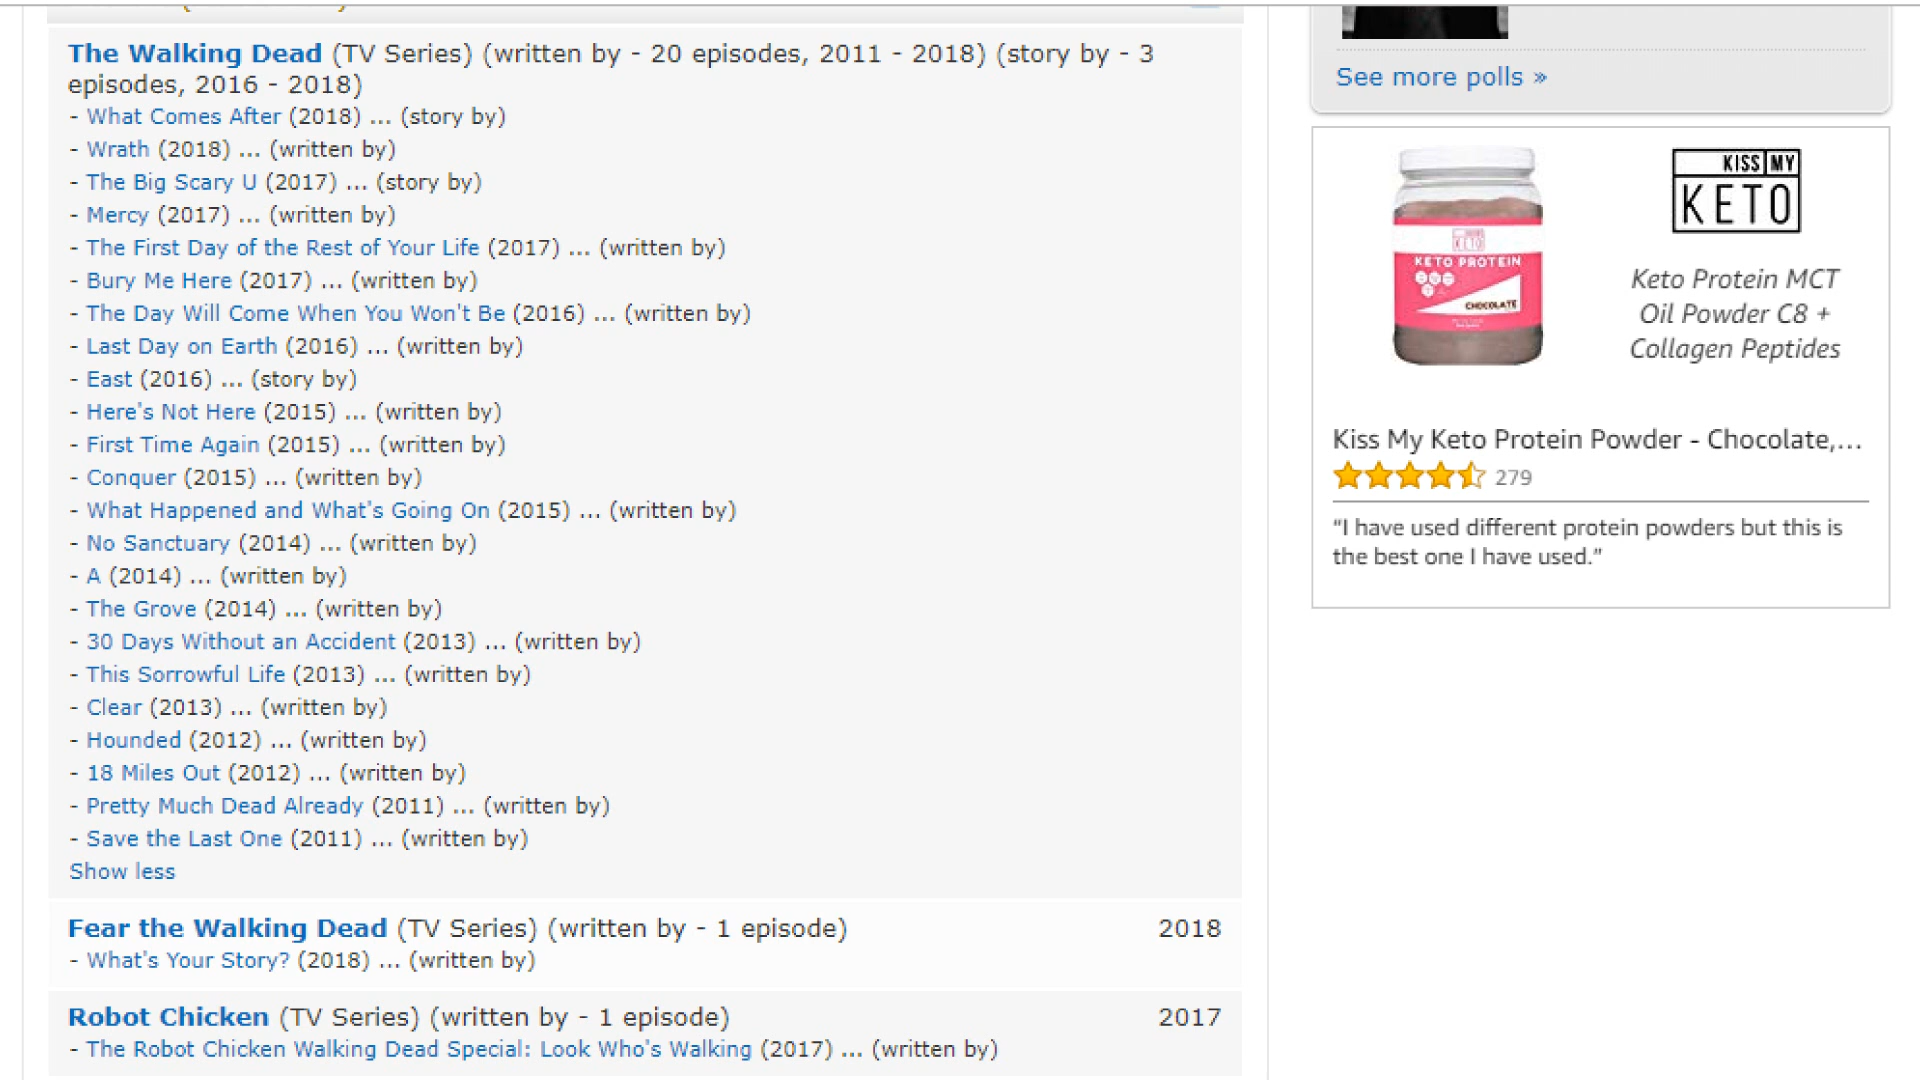 The Walking Dead (TV Series) (written by - 20 episodes, 2011 - 2018) (story by - 3
episodes, 2016 - 2018)
- What Comes After (2018) ... (story by)
- Wrath (2018) ... (written by)
- The Big Scary U (2017) ... (story by)
- Mercy (2017) ... (written by)
- The First Day of the Rest of Your Life (2017) ... (written by)
- Bury Me Here (2017) ... (written by)
- The Day Will Come When You Won't Be (2016) ... (written by)
- Last Day on Earth (2016) ... (written by)
- East (2016) ... (story by)
- Here's Not Here (2015) ... (written by)
- First Time Again (2015) ... (written by)
- Conquer (2015) ... (written by)
- What Happened and What's Going On (2015) ... (written by)
- No Sanctuary (2014) ... (written by)
- A (2014) ... (written by)
- The Grove (2014) ... (written by)
- 30 Days Without an Accident (2013) ... (written by)
- This Sorrowful Life (2013) ... (written by)
- Clear (2013) ... (written by)
- Hounded (2012) ... (written by)
- 18 Miles Out (2012) ... (written by)
- Pretty Much Dead Already (2011) ... (written by)
- Save the Last One (2011) ... (written by)
Show less
Fear the Walking Dead (TV Series) (written by - 1 episode) 2018
- What's Your Story? (2018) ... (written by)
Robot Chicken (TV Series) (written by - 1 episode) 2017
- The Robot Chicken Walking Dead Special: Look Who's Walking (2017) ... (written by)
See more polls »
KETO
KETO PROTEIN
CHOCOLATE
KISS MY
KETO
Keto Protein MCT
Oil Powder C8 +
Collagen Peptides
Kiss My Keto Protein Powder - Chocolate,...
279
“I have used different protein powders but this is
the best one I have used.”